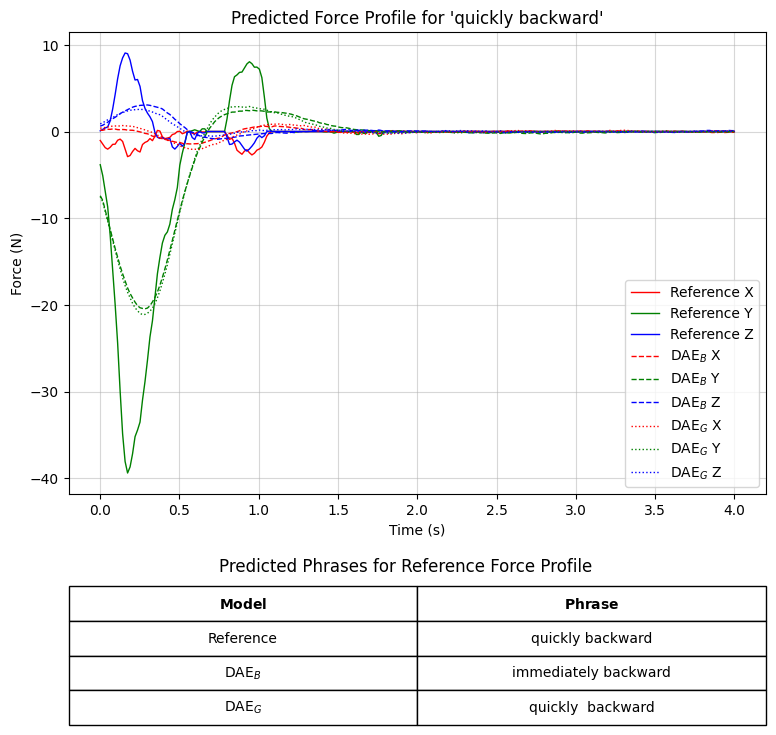 Predicted Force Profile for 'quickly backward'
10
0
−10
−20
−30
−40
Force (N)
0.0 0.5 1.0 1.5 2.0 2.5 3.0 3.5 4.0
Time (s)
Reference X
Reference Y
Reference Z
DAE_B X
DAE_B Y
DAE_B Z
DAE_G X
DAE_G Y
DAE_G Z
Predicted Phrases for Reference Force Profile
Model Phrase
Reference quickly backward
DAE_B immediately backward
DAE_G quickly  backward